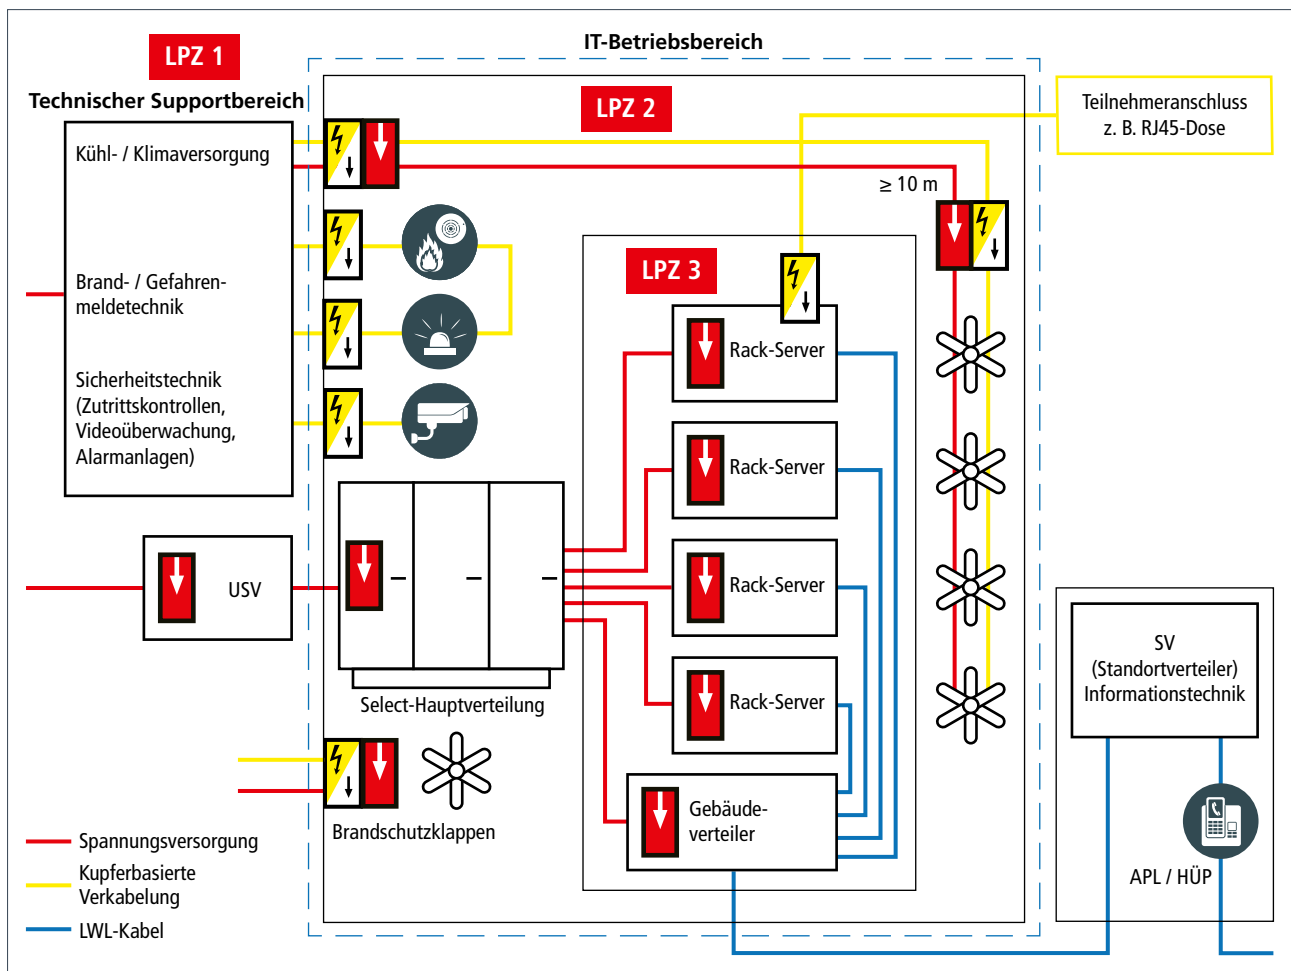 IT-Betriebsbereich
LPZ 1
Technischer Supportbereich
LPZ 2
Teilnehmeranschluss
z. B. RJ45-Dose
Kühl- / Klimaversorgung
≥ 10 m
LPZ 3
Brand- / Gefahren-
meldetechnik
Rack-Server
Sicherheitstechnik
(Zutrittskontrollen,
Videoüberwachung,
Alarmanlagen)
Rack-Server
USV
Rack-Server
SV
(Standortverteiler)
Informationstechnik
Select-Hauptverteilung
Rack-Server
Gebäude-
verteiler
Brandschutzklappen
APL / HÜP
Spannungsversorgung
Kupferbasierte
Verkabelung
LWL-Kabel